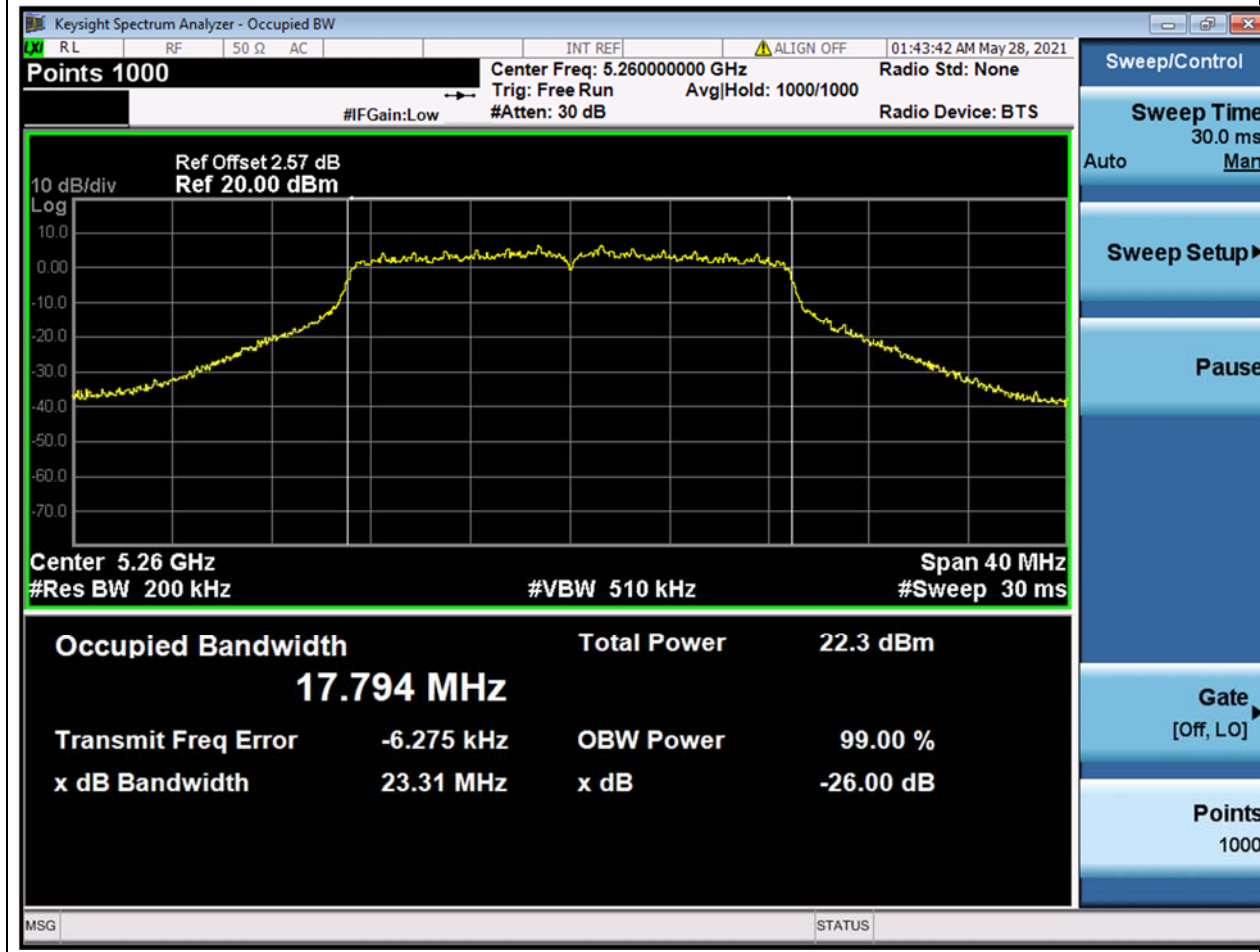 Keysight Spectrum Analyzer - Occupied BW
LXI RL RF 50 Ω AC INT REF ALIGN OFF 01:43:42 AM May 28, 2021
Points 1000
Center Freq: 5.260000000 GHz Radio Std: None
Trig: Free Run Avg|Hold: 1000/1000
#IFGain:Low #Atten: 30 dB Radio Device: BTS
Ref Offset 2.57 dB
10 dB/div Ref 20.00 dBm
Log
10.0
0.00
-10.0
-20.0
-30.0
-40.0
-50.0
-60.0
-70.0
Center 5.26 GHz Span 40 MHz
#Res BW 200 kHz #VBW 510 kHz #Sweep 30 ms
Occupied Bandwidth Total Power 22.3 dBm
17.794 MHz
Transmit Freq Error -6.275 kHz OBW Power 99.00 %
x dB Bandwidth 23.31 MHz x dB -26.00 dB
MSG STATUS
Sweep/Control
Sweep Time
30.0 ms
Auto Man
Sweep Setup
Pause
Gate
[Off, LO]
Points
1000